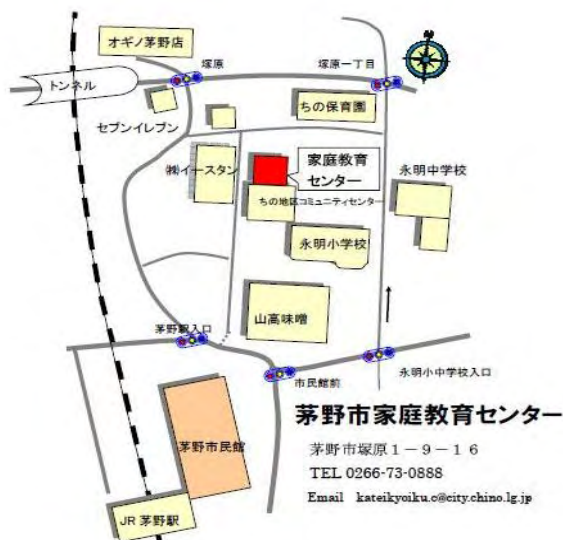 オギノ茅野店
塚原
塚原一丁目
トンネル
ちの保育園
セブンイレブン
㈱イースタン
家庭教育
センター
永明中学校
ちの地区コミュニティセンター
永明小学校
山高味噌
茅野駅入口
市民館前
永明小中学校入口
茅野市家庭教育センター
茅野市塚原1-9-16
茅野市民館
TEL 0266-73-0888
Email kateikyoiku.c@city.chino.lg.jp
JR 茅野駅